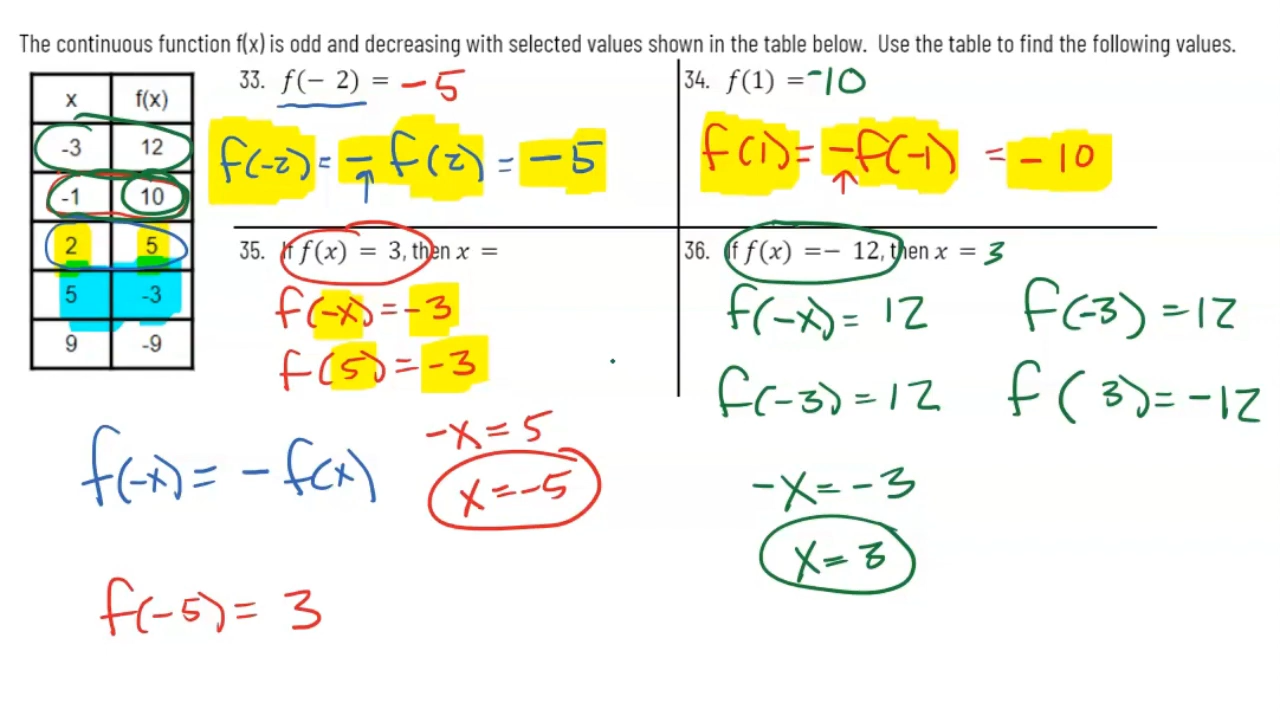 The continuous function f(x) is odd and decreasing with selected values shown in the table below. Use the table to find the following values.
x f(x)
-3 12
-1 10
2 5
5 -3
9 -9
33. f(− 2) = -5
f(-2) = -f(2) = -5
↑
34. f(1) = -10
f(1) = -f(-1) = -10
↑
35. If f(x) = 3, then x =
f(-x) = -3
f(5) = -3
-x = 5
x = -5
36. If f(x) =− 12, then x = 3
f(-x) = 12 f(-3) = 12
f(-3) = 12 f( 3) = -12
-x = -3
x = 3
f(-x) = - f(x)
f(-5) = 3